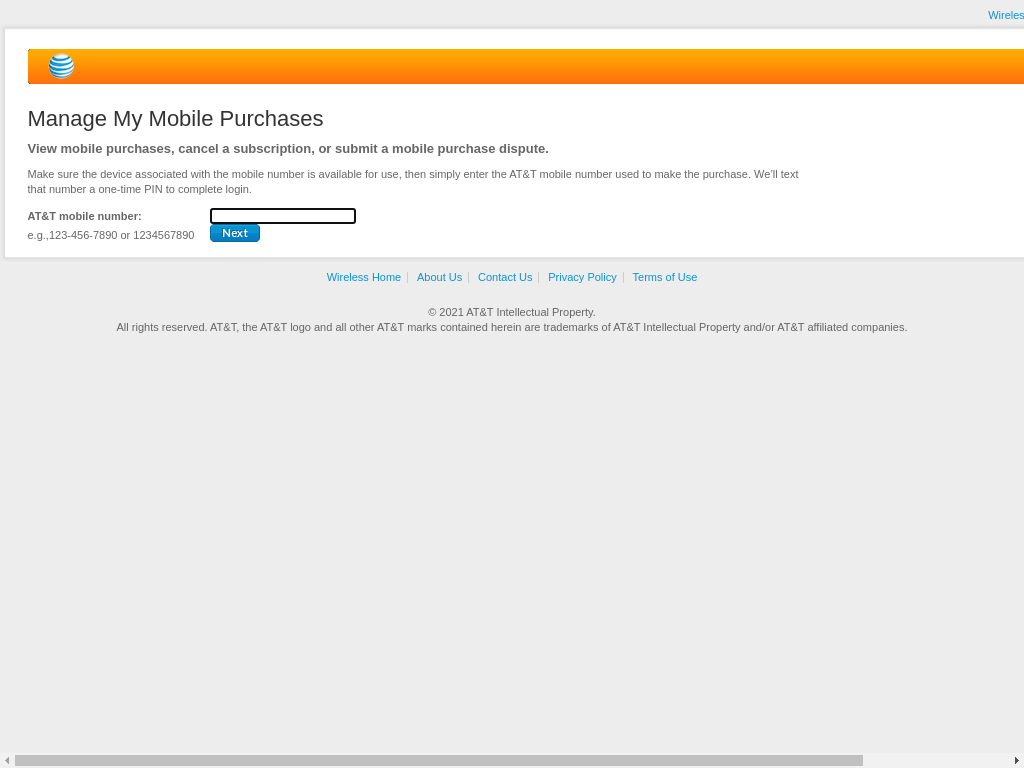 Wireles
Manage My Mobile Purchases
View mobile purchases, cancel a subscription, or submit a mobile purchase dispute.
Make sure the device associated with the mobile number is available for use, then simply enter the AT&T mobile number used to make the purchase. We'll text
that number a one-time PIN to complete login.
AT&T mobile number:
e.g.,123-456-7890 or 1234567890
Next
Wireless Home
About Us
Contact Us
Privacy Policy
Terms of Use
© 2021 AT&T Intellectual Property.
All rights reserved. AT&T, the AT&T logo and all other AT&T marks contained herein are trademarks of AT&T Intellectual Property and/or AT&T affiliated companies.